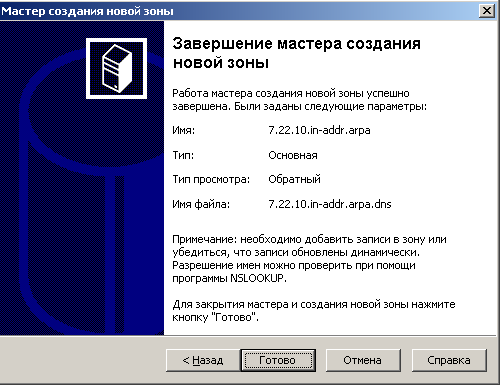 Мастер создания новой зоны
Завершение мастера создания
новой зоны
Работа мастера создания новой зоны успешно
завершена. Были заданы следующие параметры:
Имя: 7.22.10.in-addr.arpa
Тип: Основная
Тип просмотра: Обратный
Имя файла: 7.22.10.in-addr.arpa.dns
Примечание: необходимо добавить записи в зону или
убедиться, что записи обновлены динамически.
Разрешение имен можно проверить при помощи
программы NSLOOKUP.
Для закрытия мастера и создания новой зоны нажмите
кнопку "Готово".
< Назад Готово Отмена Справка